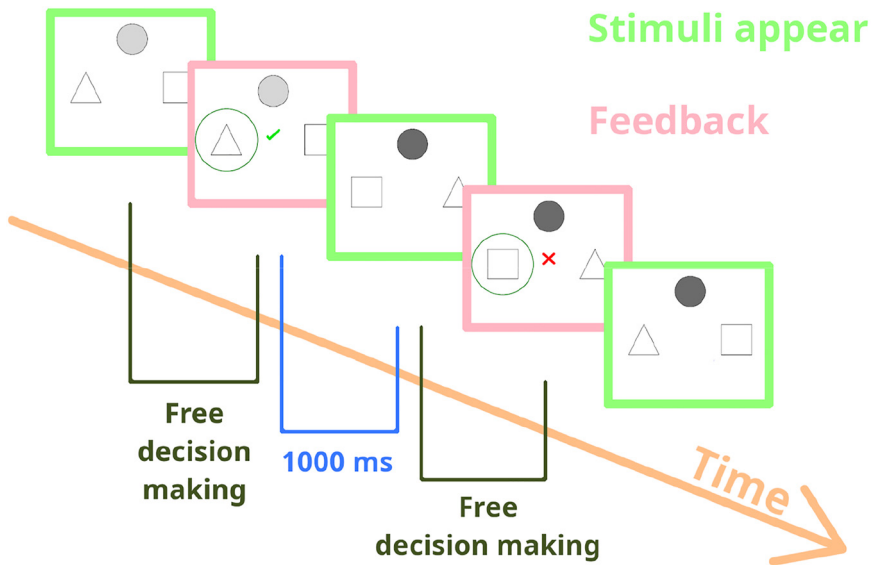 Stimuli appear
Feedback
Free
decision
making
1000 ms
Free
decision making
Time